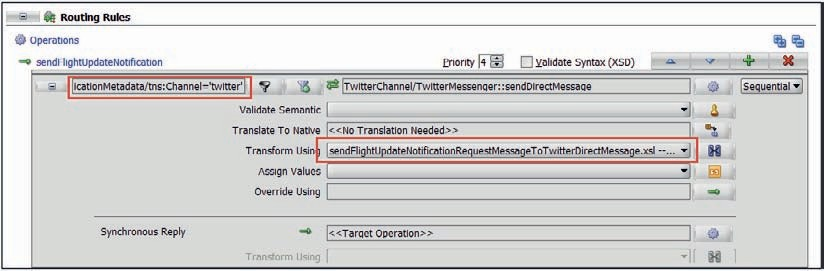 Routing Rules
Operations
sendFlightUpdateNotification Priority 4 Validate Syntax (XSD)
icationMetadata/tns:Channel='twitter' TwitterChannel/TwitterMessenger::sendDirectMessage Sequential
Validate Semantic
Translate To Native <<No Translation Needed>>
Transform Using sendFlightUpdateNotificationRequestMessageToTwitterDirectMessage.xsl --...
Assign Values
Override Using
Synchronous Reply <<Target Operation>>
Transform Using